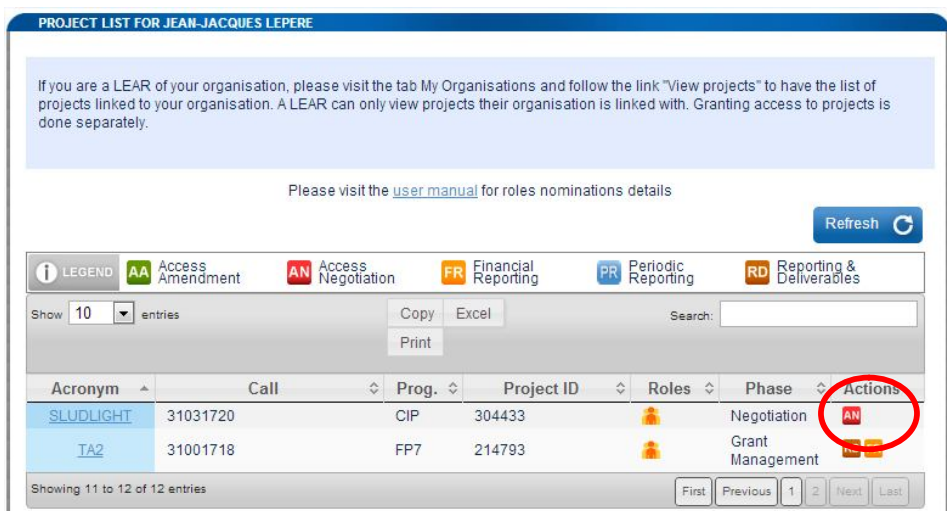 PROJECT LIST FOR JEAN-JACQUES LEPERE
If you are a LEAR of your organisation, please visit the tab My Organisations and follow the link "View projects" to have the list of
projects linked to your organisation. A LEAR can only view projects their organisation is linked with. Granting access to projects is
done separately.
Please visit the user manual for roles nominations details
Refresh
i LEGEND AA Access Amendment AN Access Negotiation FR Financial Reporting PR Periodic Reporting RD Reporting & Deliverables
Show 10 entries Copy Excel Search:
Print
Acronym Call Prog. Project ID Roles Phase Actions
SLUDLIGHT 31031720 CIP 304433 Negotiation AN
TA2 31001718 FP7 214793 Grant Management
Showing 11 to 12 of 12 entries First Previous 1 2 Next Last